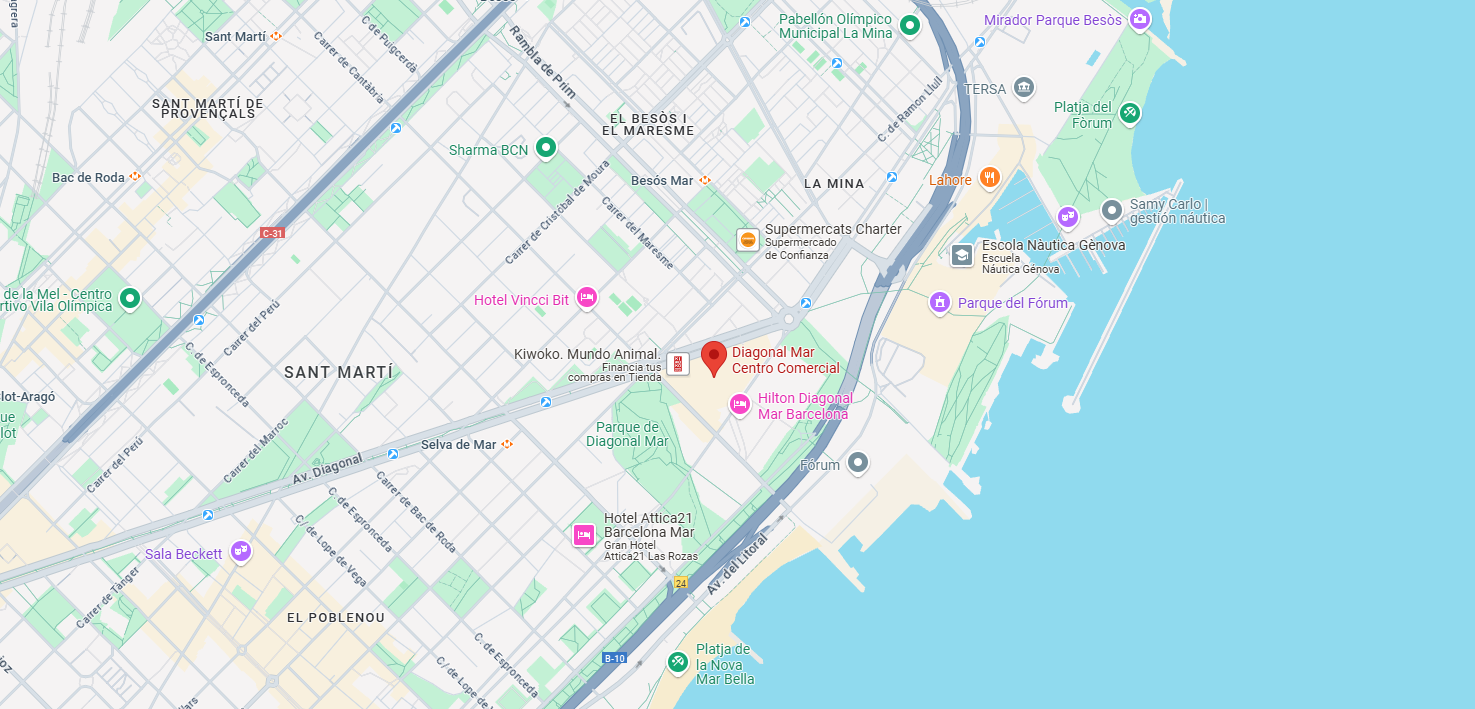 Pabellón Olímpico
Municipal La Mina
Mirador Parque Besòs
Sant Martí
C. de Puigcerdà
Rambla de Prim
Carrer de Cantàbria
TERSA
C. de Ramon Llull
SANT MARTÍ DE
PROVENÇALS
Platja del
Fòrum
EL BESÒS I
EL MARESME
Sharma BCN
Bac de Roda
Besós Mar
LA MINA
Lahore
Samy Carlo |
gestión náutica
Carrer de Cristóbal de Moura
Carrer del Maresme
C-31
Supermercats Charter
Supermercado
de Confianza
Escola Nàutica Gènova
Escuela
Náutica Génova
de la Mel - Centro
rtivo Vila Olímpica
Hotel Vincci Bit
Parque del Fórum
Carrer del Perú
Kiwoko. Mundo Animal.
Financia tus
compras en Tienda
Diagonal Mar
Centro Comercial
C. de Espronceda
SANT MARTÍ
lot-Aragó
Hilton Diagonal
Mar Barcelona
que
lot
Parque de
Diagonal Mar
Selva de Mar
Carrer del Marroc
Carrer del Perú
Av. Diagonal
Fórum
Carrer de Bac de Roda
C. de Espronceda
Hotel Attica21
Barcelona Mar
Gran Hotel
Attica21 Las Rozas
C. de Lope de Vega
Sala Beckett
Av. del Litoral
24
Carrer de Tànger
EL POBLENOU
C. de Espronceda
B-10
Platja de
la Nova
Mar Bella
C/ de Lope de